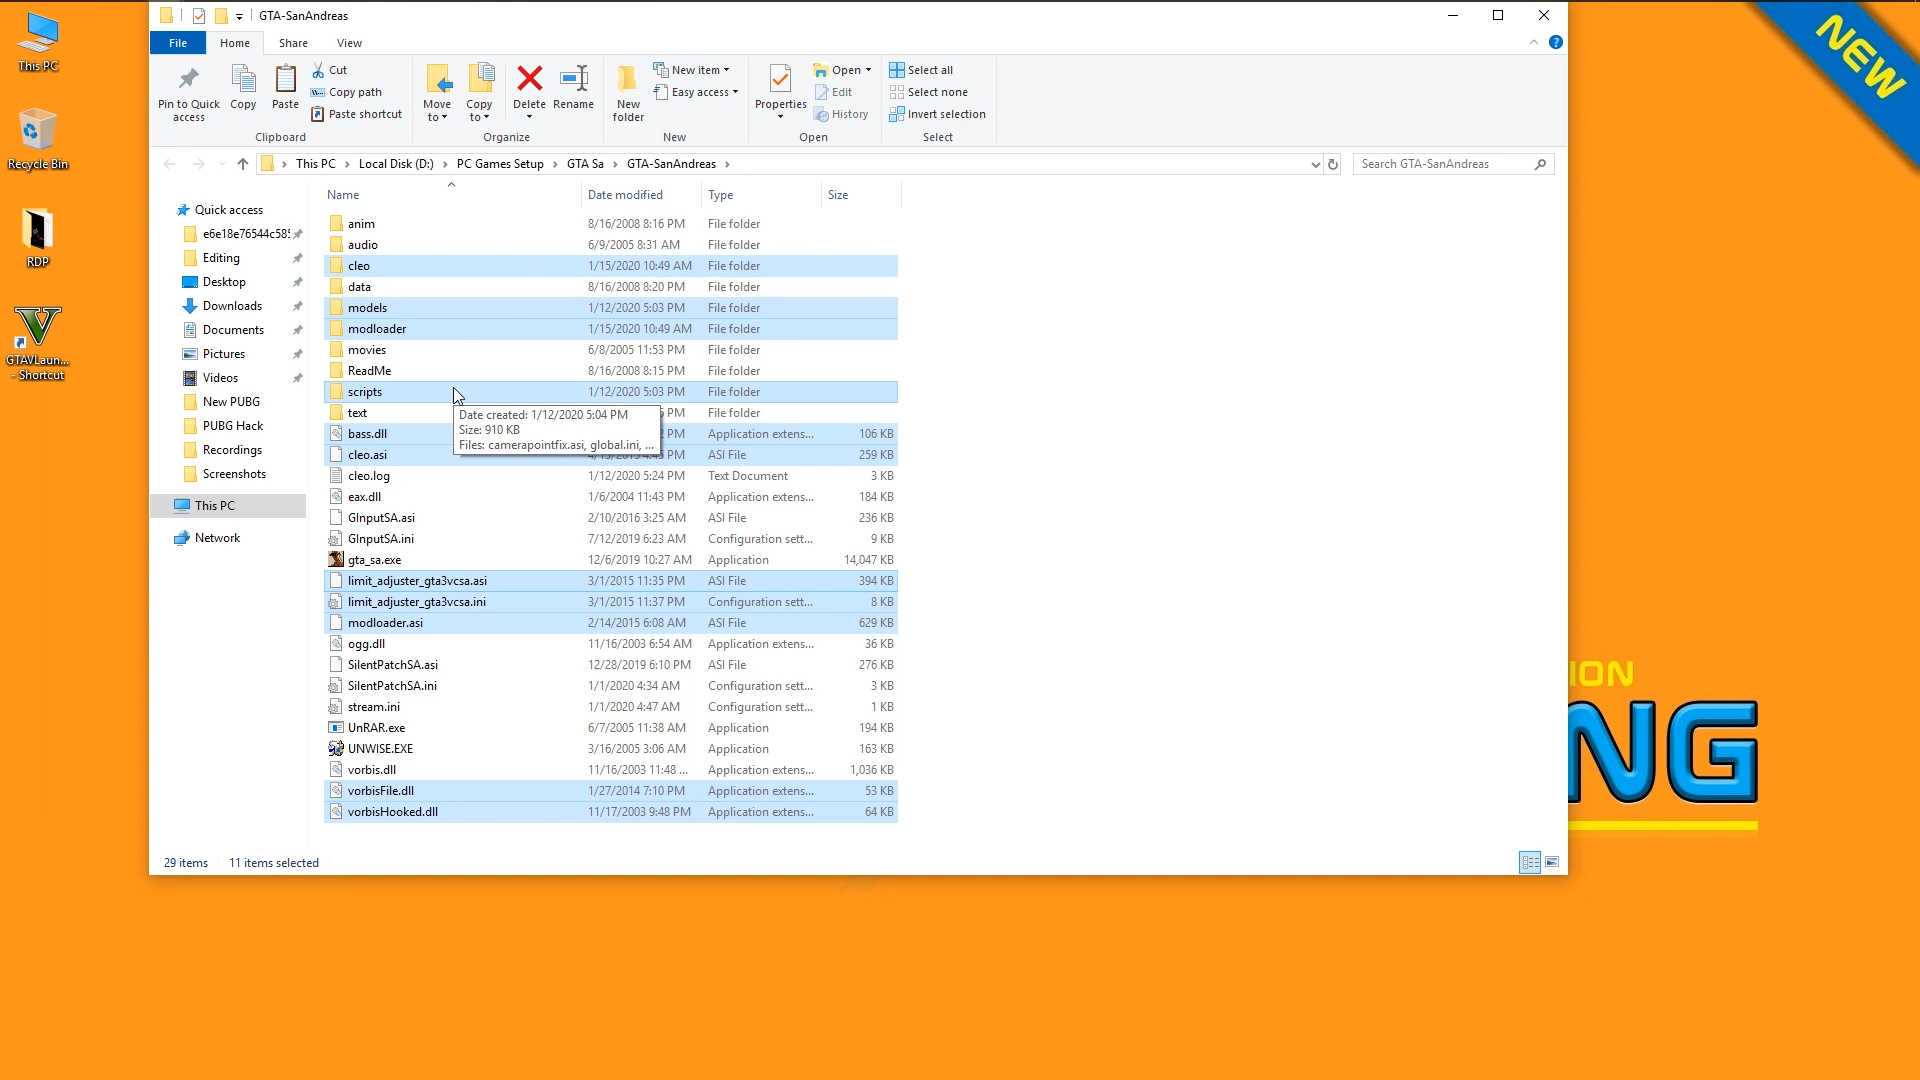 GTA-SanAndreas
File
Home
Share
View
Pin to Quick access
Copy
Paste
Cut
Copy path
Paste shortcut
Clipboard
Move to
Copy to
Delete
Rename
Organize
New folder
New item
Easy access
New
Properties
Open
Edit
History
Open
Select all
Select none
Invert selection
Select
This PC > Local Disk (D:) > PC Games Setup > GTA Sa > GTA-SanAndreas >
Search GTA-SanAndreas
This PC
Recycle Bin
RDP
GTAVLaun...
- Shortcut
Quick access
e6e18e76544c585
Editing
Desktop
Downloads
Documents
Pictures
Videos
New PUBG
PUBG Hack
Recordings
Screenshots
This PC
Network
Name Date modified Type Size
anim 8/16/2008 8:16 PM File folder
audio 6/9/2005 8:31 AM File folder
cleo 1/15/2020 10:49 AM File folder
data 8/16/2008 8:20 PM File folder
models 1/12/2020 5:03 PM File folder
modloader 1/15/2020 10:49 AM File folder
movies 6/8/2005 11:53 PM File folder
ReadMe 8/16/2008 8:15 PM File folder
scripts 1/12/2020 5:03 PM File folder
text PM File folder
bass.dll PM Application extens... 106 KB
cleo.asi PM ASI File 259 KB
Date created: 1/12/2020 5:04 PM
Size: 910 KB
Files: camerapointfix.asi, global.ini, ...
cleo.log 1/12/2020 5:24 PM Text Document 3 KB
eax.dll 1/6/2004 11:43 PM Application extens... 184 KB
GInputSA.asi 2/10/2016 3:25 AM ASI File 236 KB
GInputSA.ini 7/12/2019 6:23 AM Configuration sett... 9 KB
gta_sa.exe 12/6/2019 10:27 AM Application 14,047 KB
limit_adjuster_gta3vcsa.asi 3/1/2015 11:35 PM ASI File 394 KB
limit_adjuster_gta3vcsa.ini 3/1/2015 11:37 PM Configuration sett... 8 KB
modloader.asi 2/14/2015 6:08 AM ASI File 629 KB
ogg.dll 11/16/2003 6:54 AM Application extens... 36 KB
SilentPatchSA.asi 12/28/2019 6:10 PM ASI File 276 KB
SilentPatchSA.ini 1/1/2020 4:34 AM Configuration sett... 3 KB
stream.ini 1/1/2020 4:47 AM Configuration sett... 1 KB
UnRAR.exe 6/7/2005 11:38 AM Application 194 KB
UNWISE.EXE 3/16/2005 3:06 AM Application 163 KB
vorbis.dll 11/16/2003 11:48 ... Application extens... 1,036 KB
vorbisFile.dll 1/27/2014 7:10 PM Application extens... 53 KB
vorbisHooked.dll 11/17/2003 9:48 PM Application extens... 64 KB
29 items 11 items selected
NEW
ION
NG